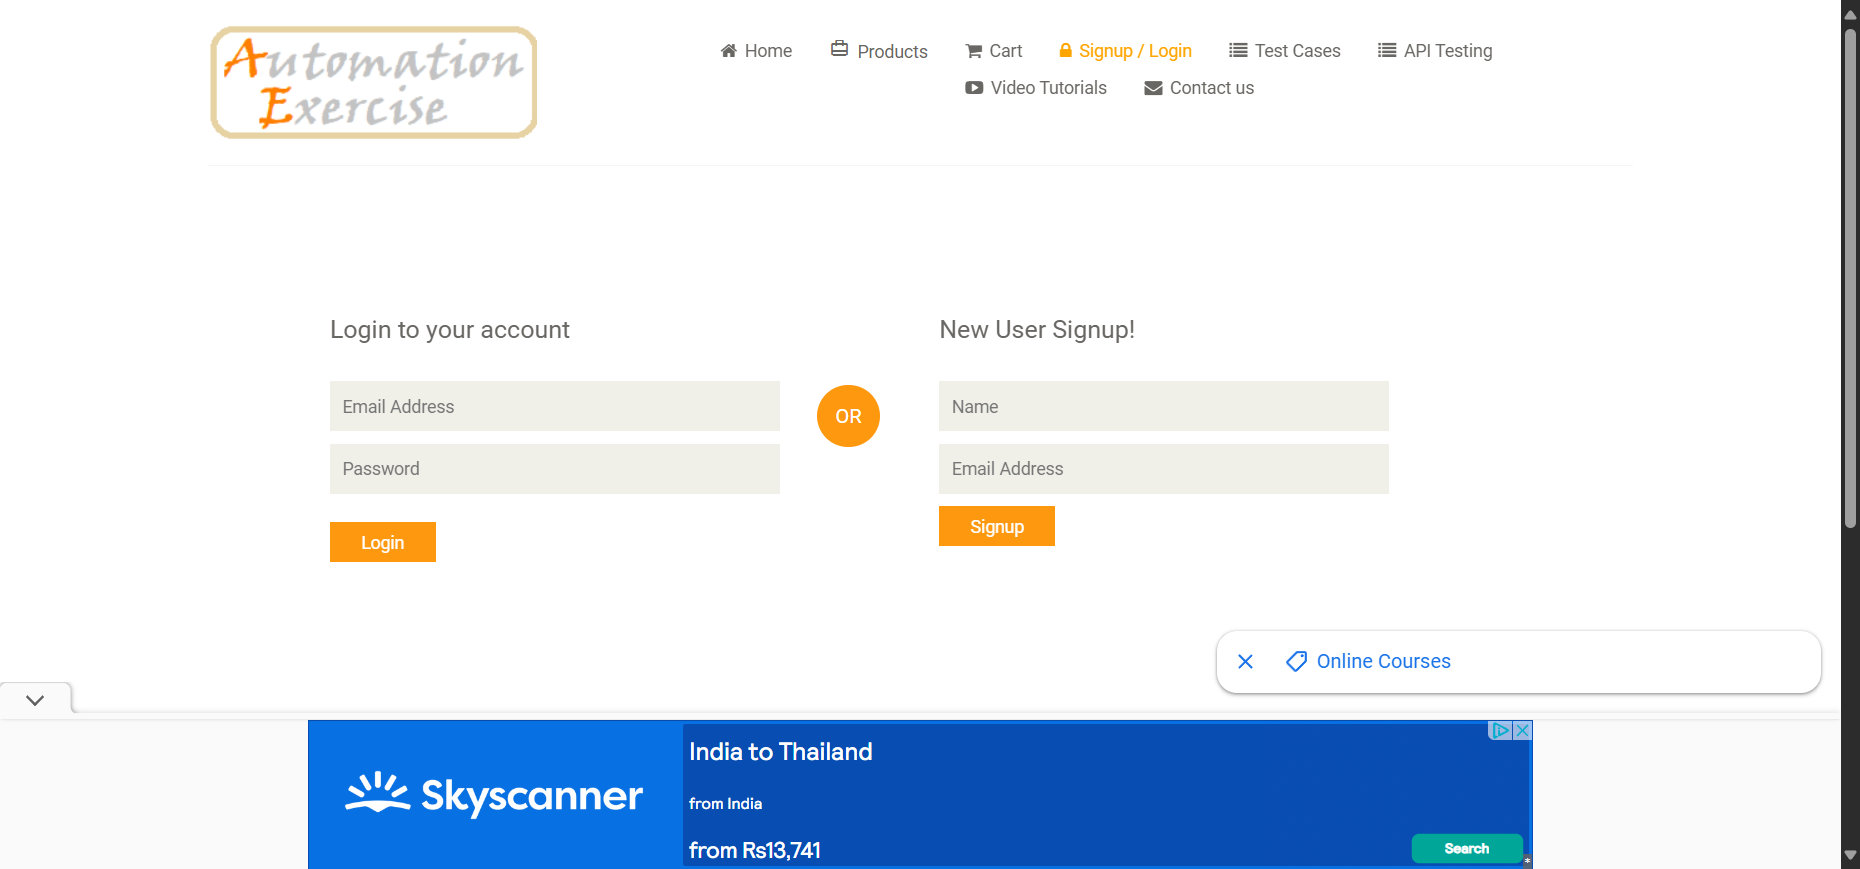 Automation
Exercise
Home
Products
Cart
Signup / Login
Test Cases
API Testing
Video Tutorials
Contact us
Login to your account
Email Address
Password
Login
OR
New User Signup!
Name
Email Address
Signup
Online Courses
Skyscanner
India to Thailand
from India
from Rs13,741
Search
*